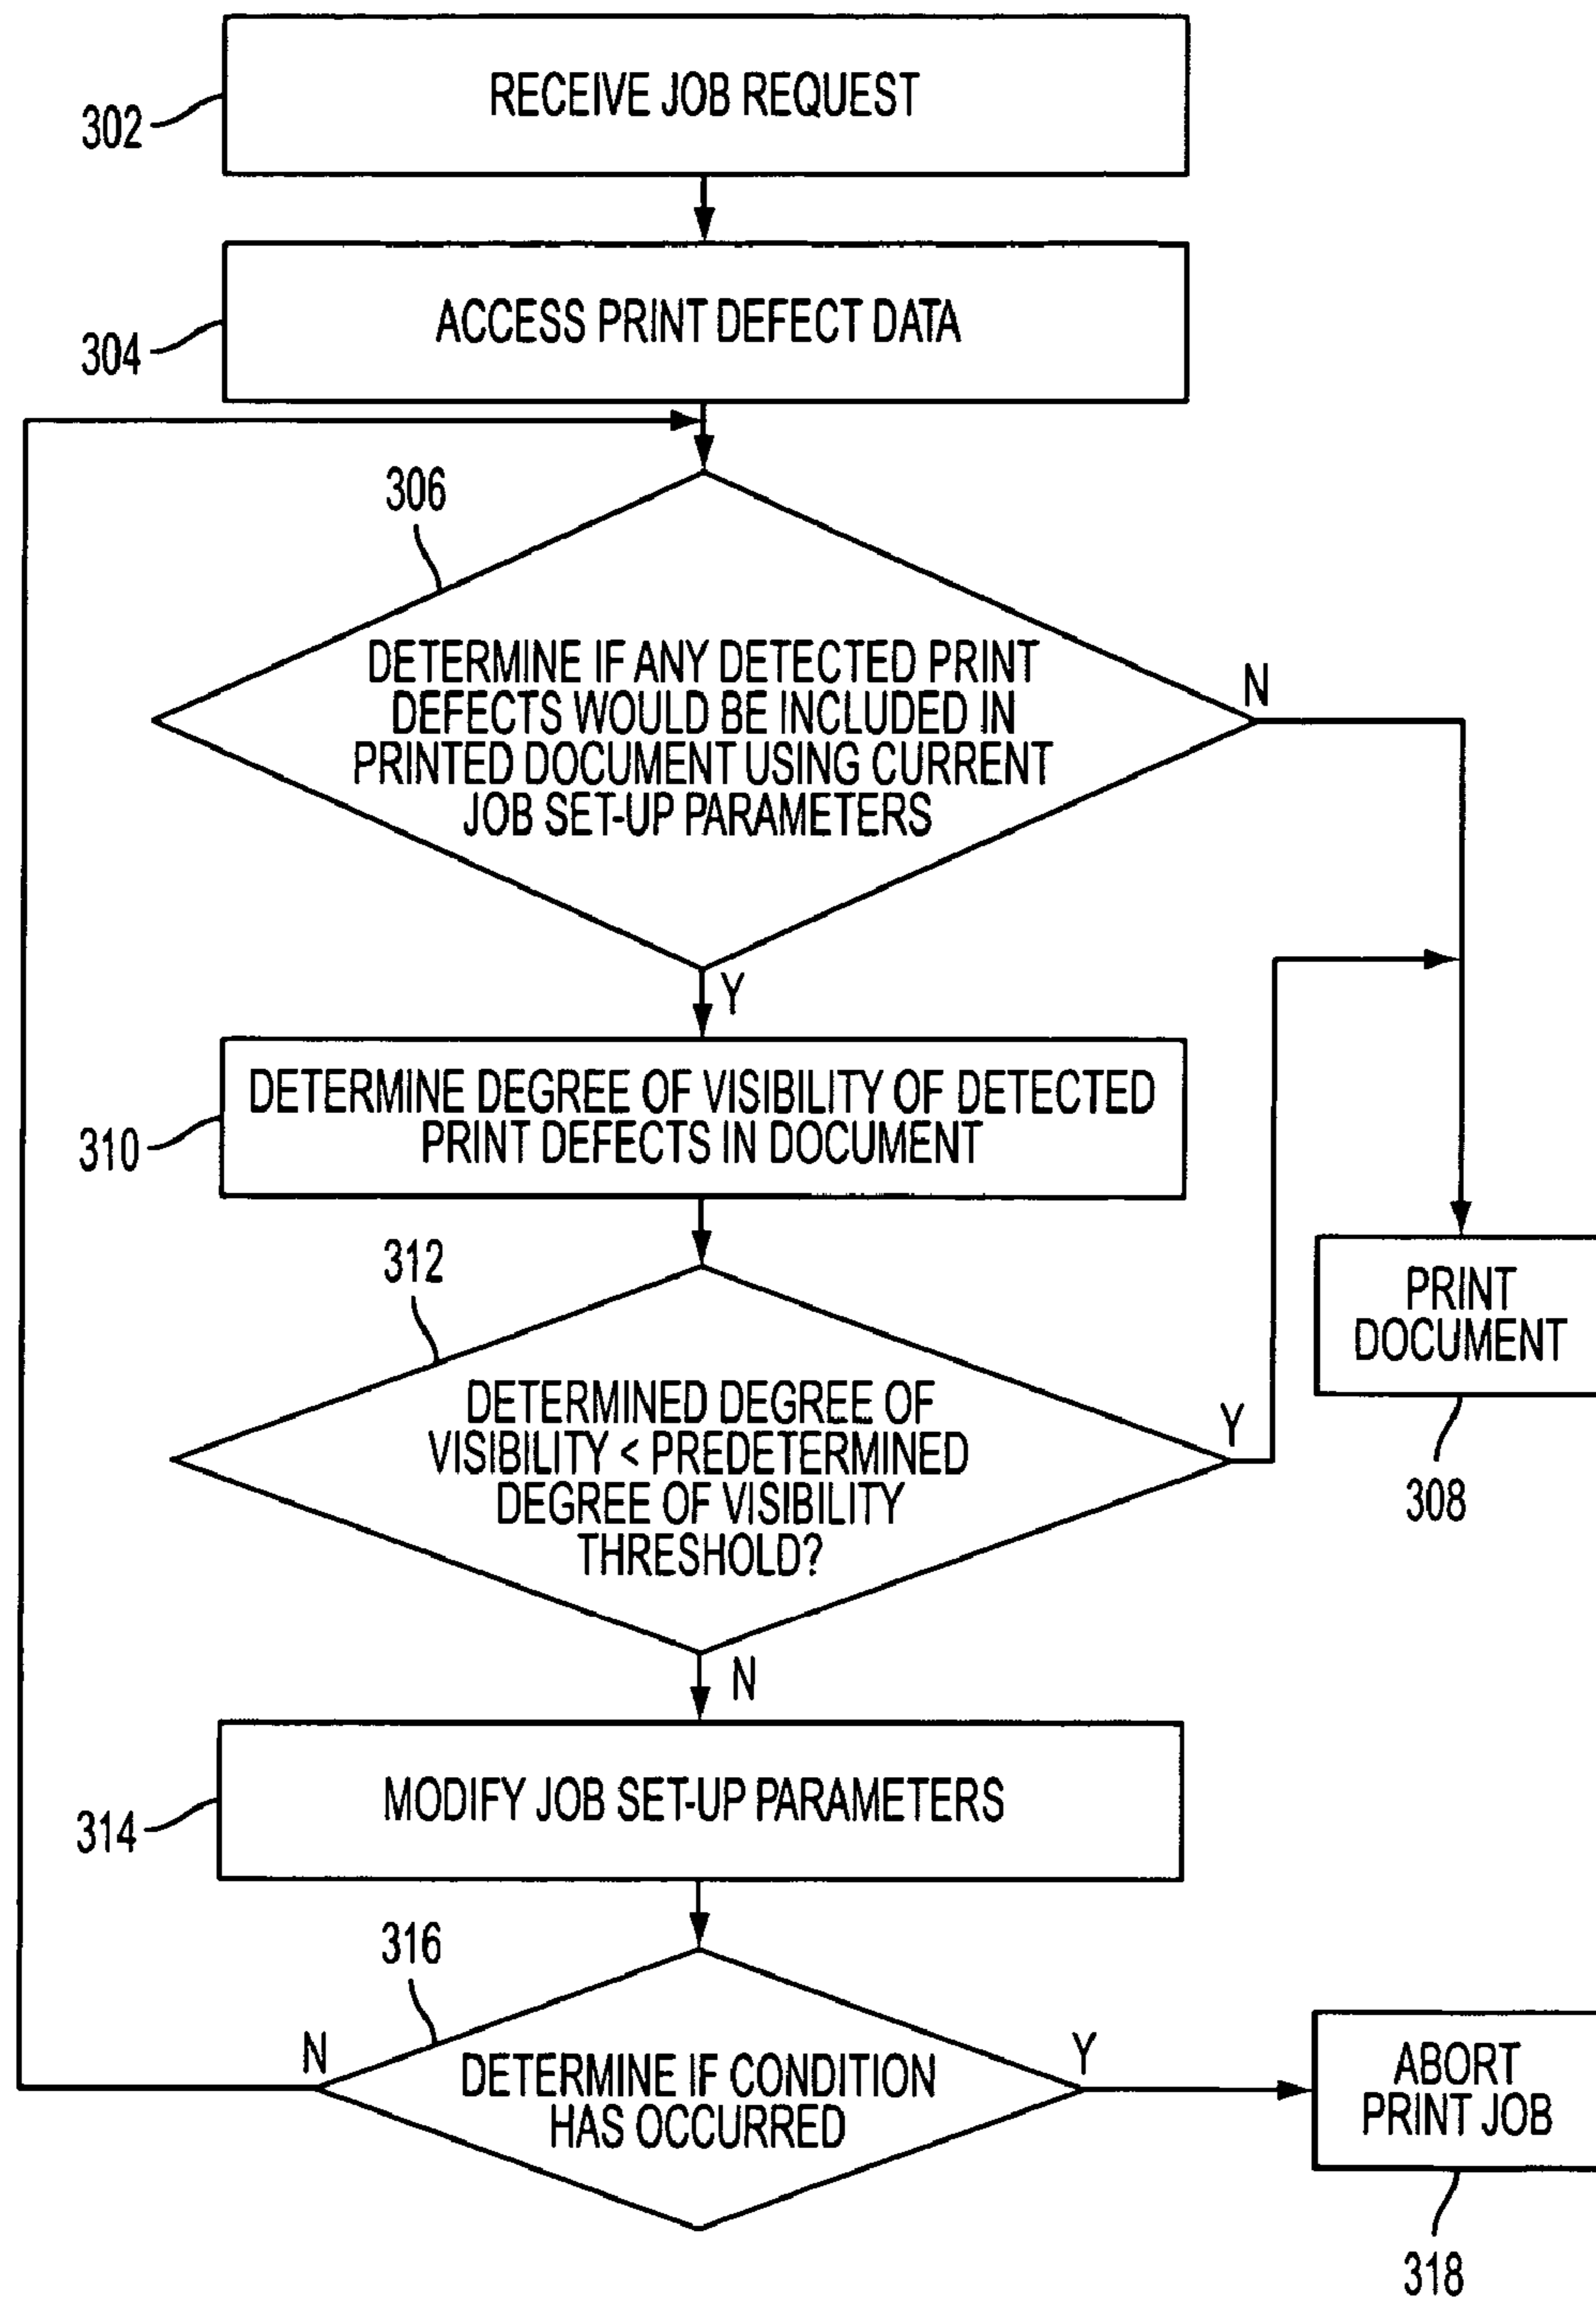 RECEIVE JOB REQUEST
302
ACCESS PRINT DEFECT DATA
304
306
DETERMINE IF ANY DETECTED PRINT
DEFECTS WOULD BE INCLUDED IN
PRINTED DOCUMENT USING CURRENT
JOB SET-UP PARAMETERS
N
Y
DETERMINE DEGREE OF VISIBILITY OF DETECTED
PRINT DEFECTS IN DOCUMENT
310
312
DETERMINED DEGREE OF
VISIBILITY < PREDETERMINED
DEGREE OF VISIBILITY
THRESHOLD?
Y
PRINT
DOCUMENT
308
N
MODIFY JOB SET-UP PARAMETERS
314
316
N
DETERMINE IF CONDITION
HAS OCCURRED
Y
ABORT
PRINT JOB
318